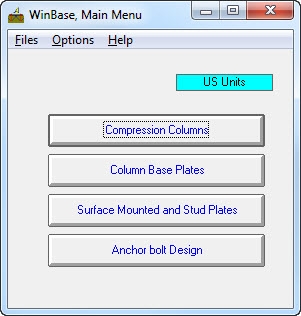 WinBase, Main Menu
Files Options Help
US Units
Compression Columns
Column Base Plates
Surface Mounted and Stud Plates
Anchor bolt Design